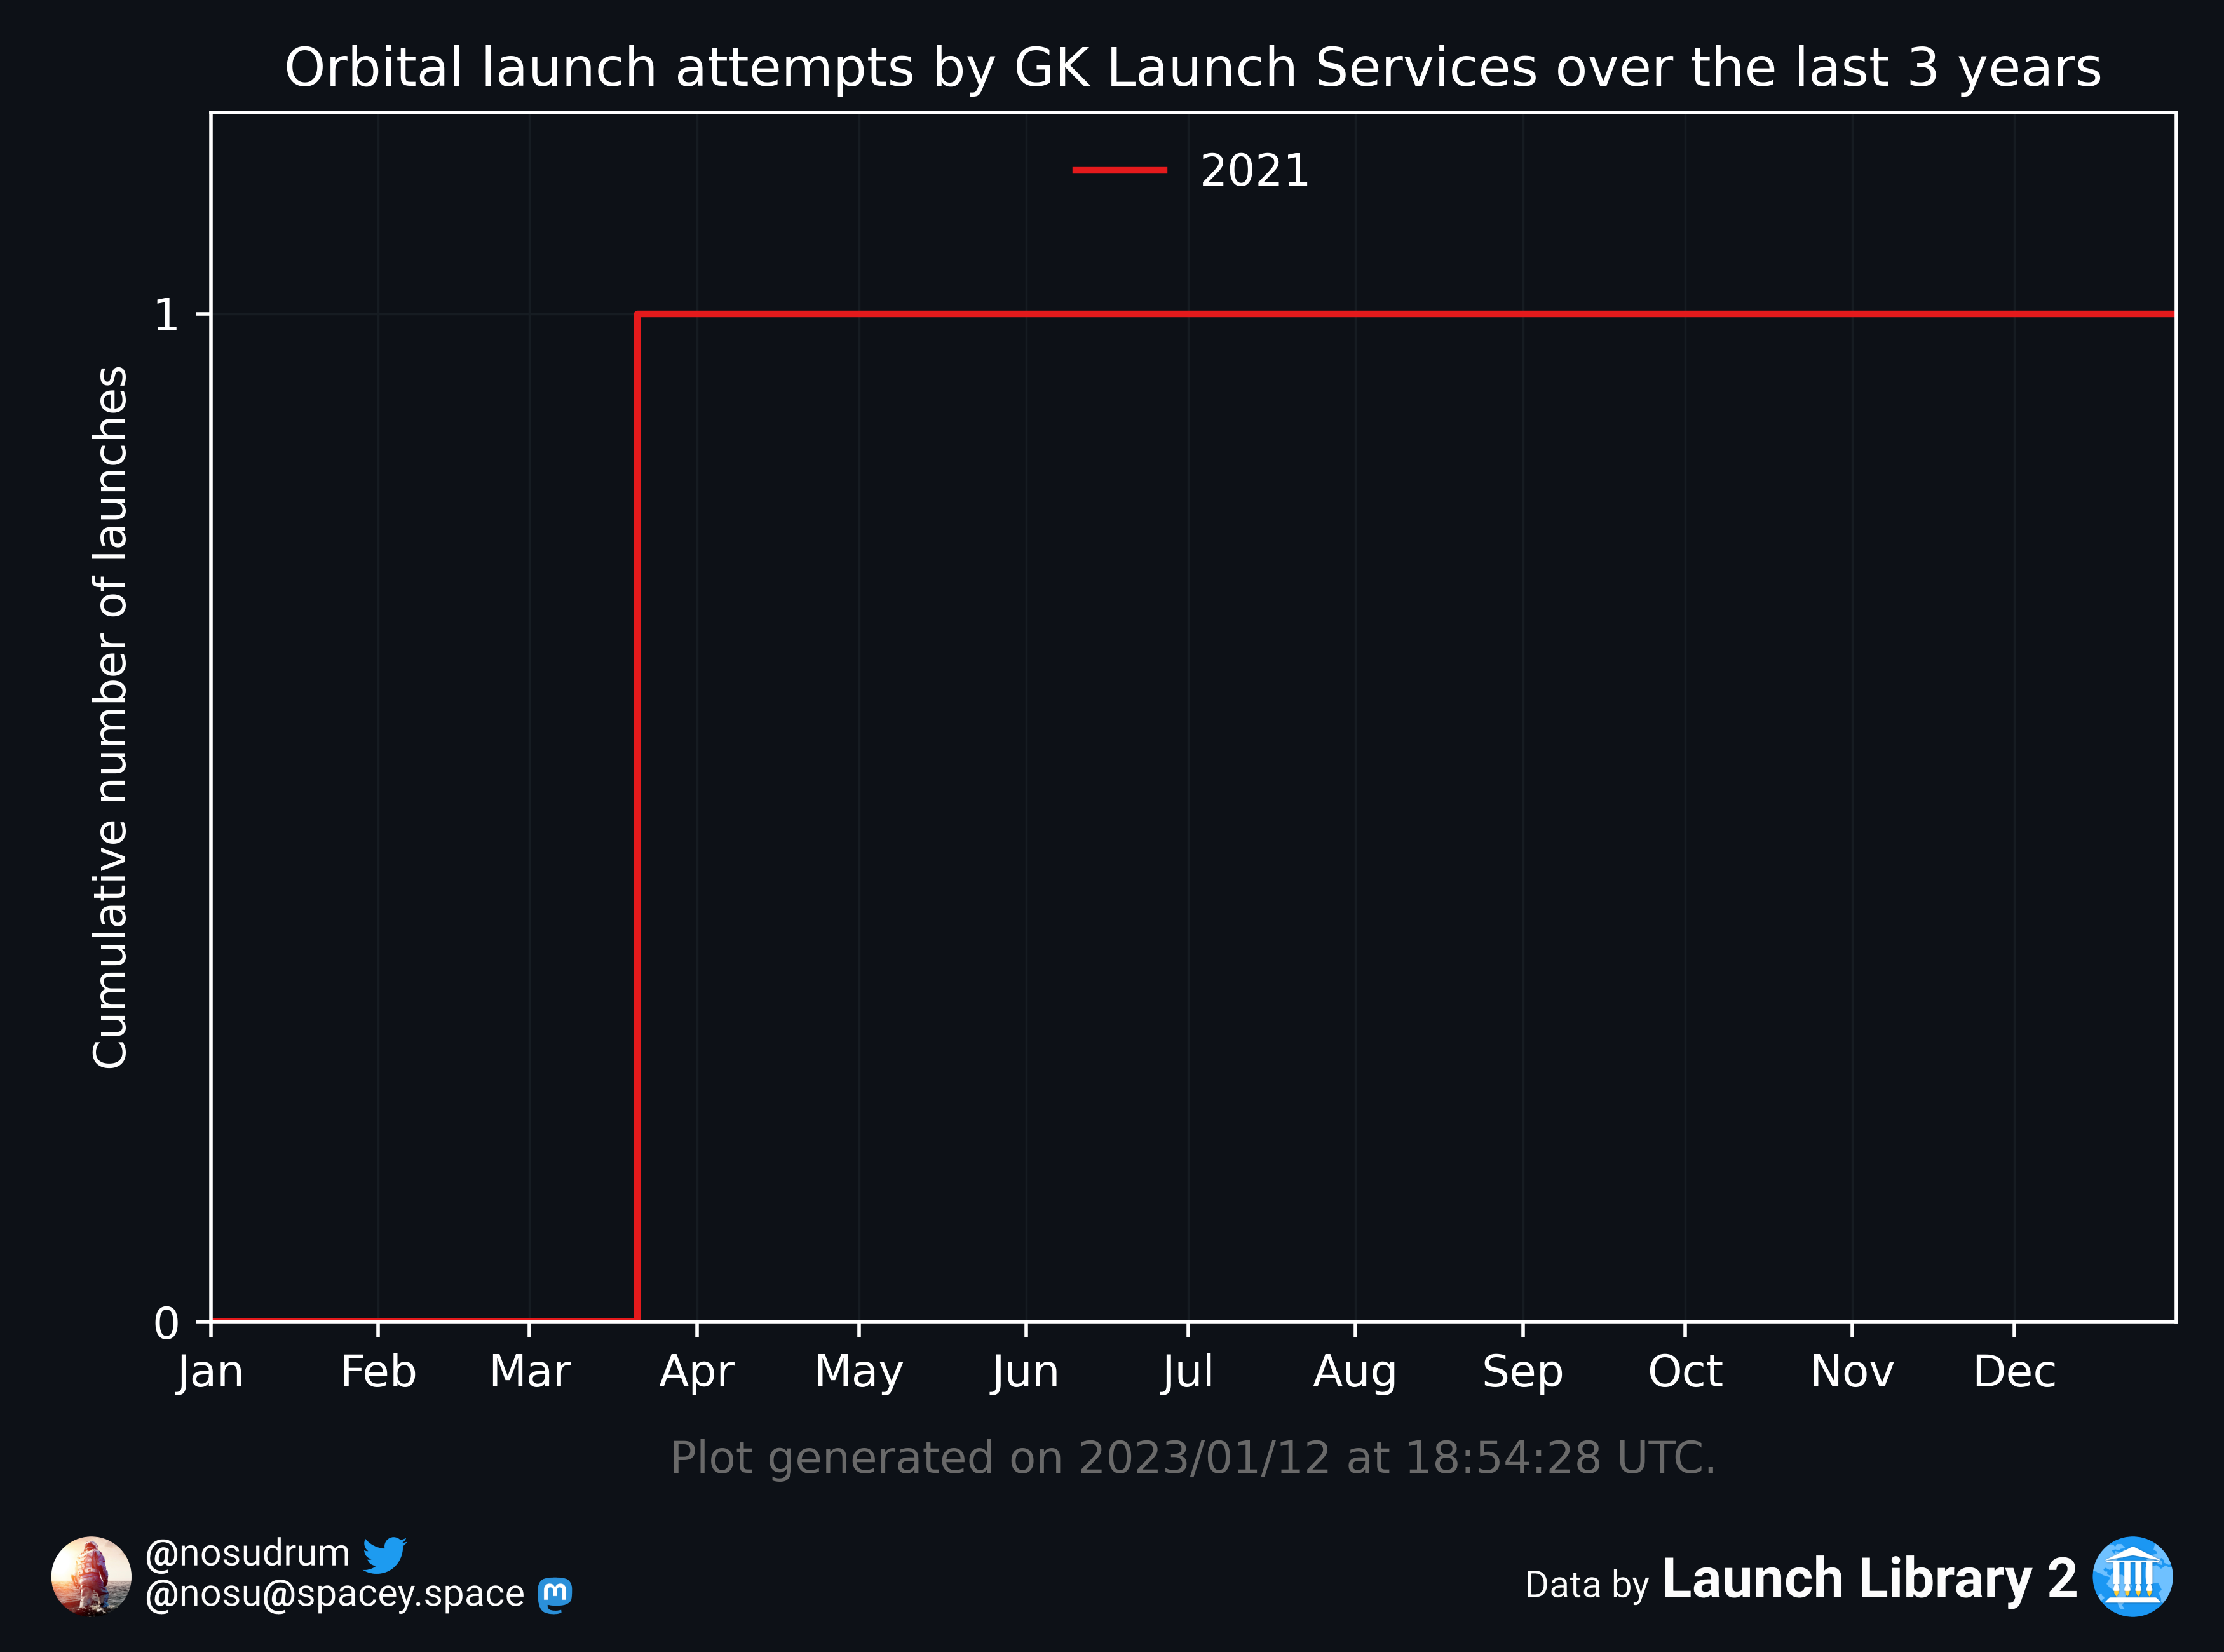 Orbital launch attempts by GK Launch Services over the last 3 years
2021
1
0
Cumulative number of launches
Jan Feb Mar Apr May Jun Jul Aug Sep Oct Nov Dec
Plot generated on 2023/01/12 at 18:54:28 UTC.
@nosudrum
@nosu@spacey.space
Data by Launch Library 2